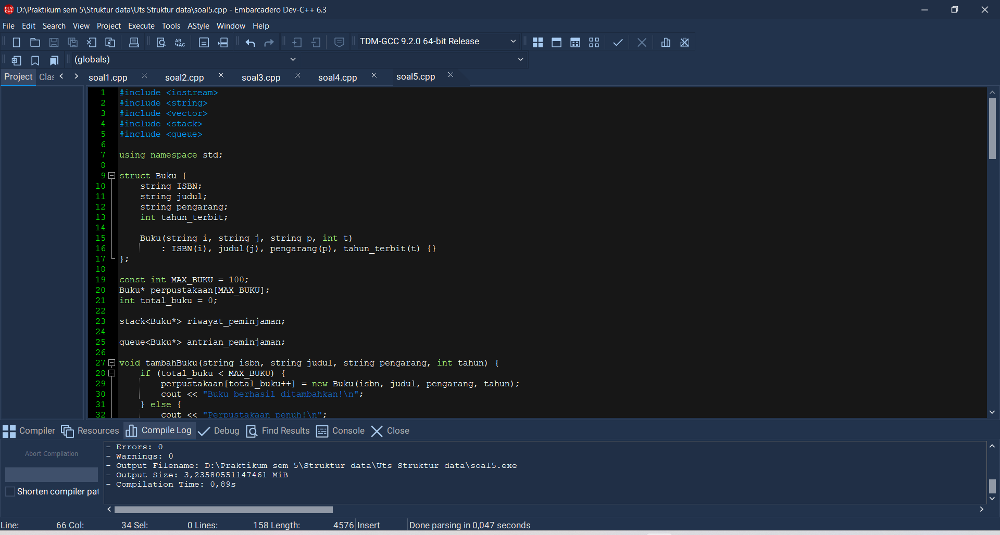 D:\Praktikum sem 5\Struktur data\Uts Struktur data\soal5.cpp - Embarcadero Dev-C++ 6.3
File Edit Search View Project Execute Tools AStyle Window Help
TDM-GCC 9.2.0 64-bit Release
(globals)
Project Clas soal1.cpp soal2.cpp soal3.cpp soal4.cpp soal5.cpp
1 #include <iostream>
2 #include <string>
3 #include <vector>
4 #include <stack>
5 #include <queue>
6
7 using namespace std;
8
9 struct Buku {
10 string ISBN;
11 string judul;
12 string pengarang;
13 int tahun_terbit;
14
15 Buku(string i, string j, string p, int t)
16 : ISBN(i), judul(j), pengarang(p), tahun_terbit(t) {}
17 };
18
19 const int MAX_BUKU = 100;
20 Buku* perpustakaan[MAX_BUKU];
21 int total_buku = 0;
22
23 stack<Buku*> riwayat_peminjaman;
24
25 queue<Buku*> antrian_peminjaman;
26
27 void tambahBuku(string isbn, string judul, string pengarang, int tahun) {
28 if (total_buku < MAX_BUKU) {
29 perpustakaan[total_buku++] = new Buku(isbn, judul, pengarang, tahun);
30 cout << "Buku berhasil ditambahkan!\n";
31 } else {
32 cout << "Perpustakaan penuh!\n";
Compiler Resources Compile Log Debug Find Results Console Close
Abort Compilation
Shorten compiler pat
- Errors: 0
- Warnings: 0
- Output Filename: D:\Praktikum sem 5\Struktur data\Uts Struktur data\soal5.exe
- Output Size: 3,23580551147461 MiB
- Compilation Time: 0,89s
Line: 66 Col: 34 Sel: 0 Lines: 158 Length: 4576 Insert Done parsing in 0,047 seconds